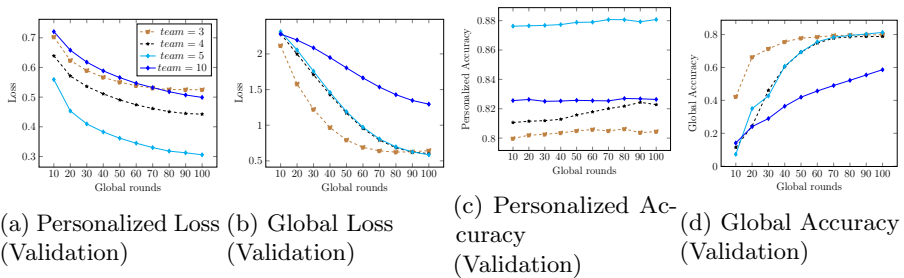 0.7
0.6
0.5
0.4
0.3
Loss
10 20 30 40 50 60 70 80 90 100
Global rounds
team = 3
team = 4
team = 5
team = 10
(a) Personalized Loss
(Validation)
2
1.5
1
0.5
Loss
10 20 30 40 50 60 70 80 90 100
Global rounds
(b) Global Loss
(Validation)
0.88
0.86
0.84
0.82
0.8
Personalized Accuracy
10 20 30 40 50 60 70 80 90 100
Global rounds
(c) Personalized Ac-
curacy
(Validation)
0.8
0.6
0.4
0.2
0
Global Accuracy
10 20 30 40 50 60 70 80 90 100
Global rounds
(d) Global Accuracy
(Validation)